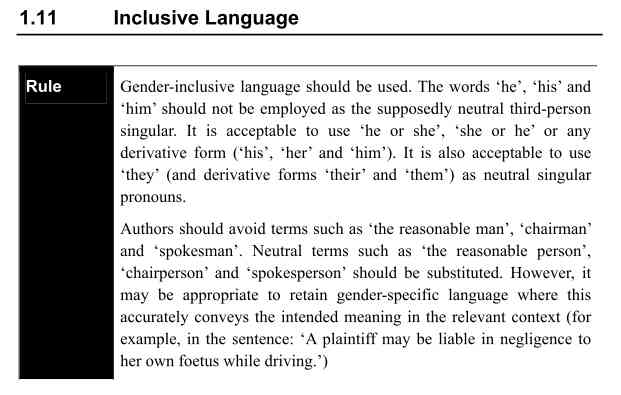 1.11 Inclusive Language
Rule
Gender-inclusive language should be used. The words ‘he’, ‘his’ and
‘him’ should not be employed as the supposedly neutral third-person
singular. It is acceptable to use ‘he or she’, ‘she or he’ or any
derivative form (‘his’, ‘her’ and ‘him’). It is also acceptable to use
‘they’ (and derivative forms ‘their’ and ‘them’) as neutral singular
pronouns.
Authors should avoid terms such as ‘the reasonable man’, ‘chairman’
and ‘spokesman’. Neutral terms such as ‘the reasonable person’,
‘chairperson’ and ‘spokesperson’ should be substituted. However, it
may be appropriate to retain gender-specific language where this
accurately conveys the intended meaning in the relevant context (for
example, in the sentence: ‘A plaintiff may be liable in negligence to
her own foetus while driving.’)